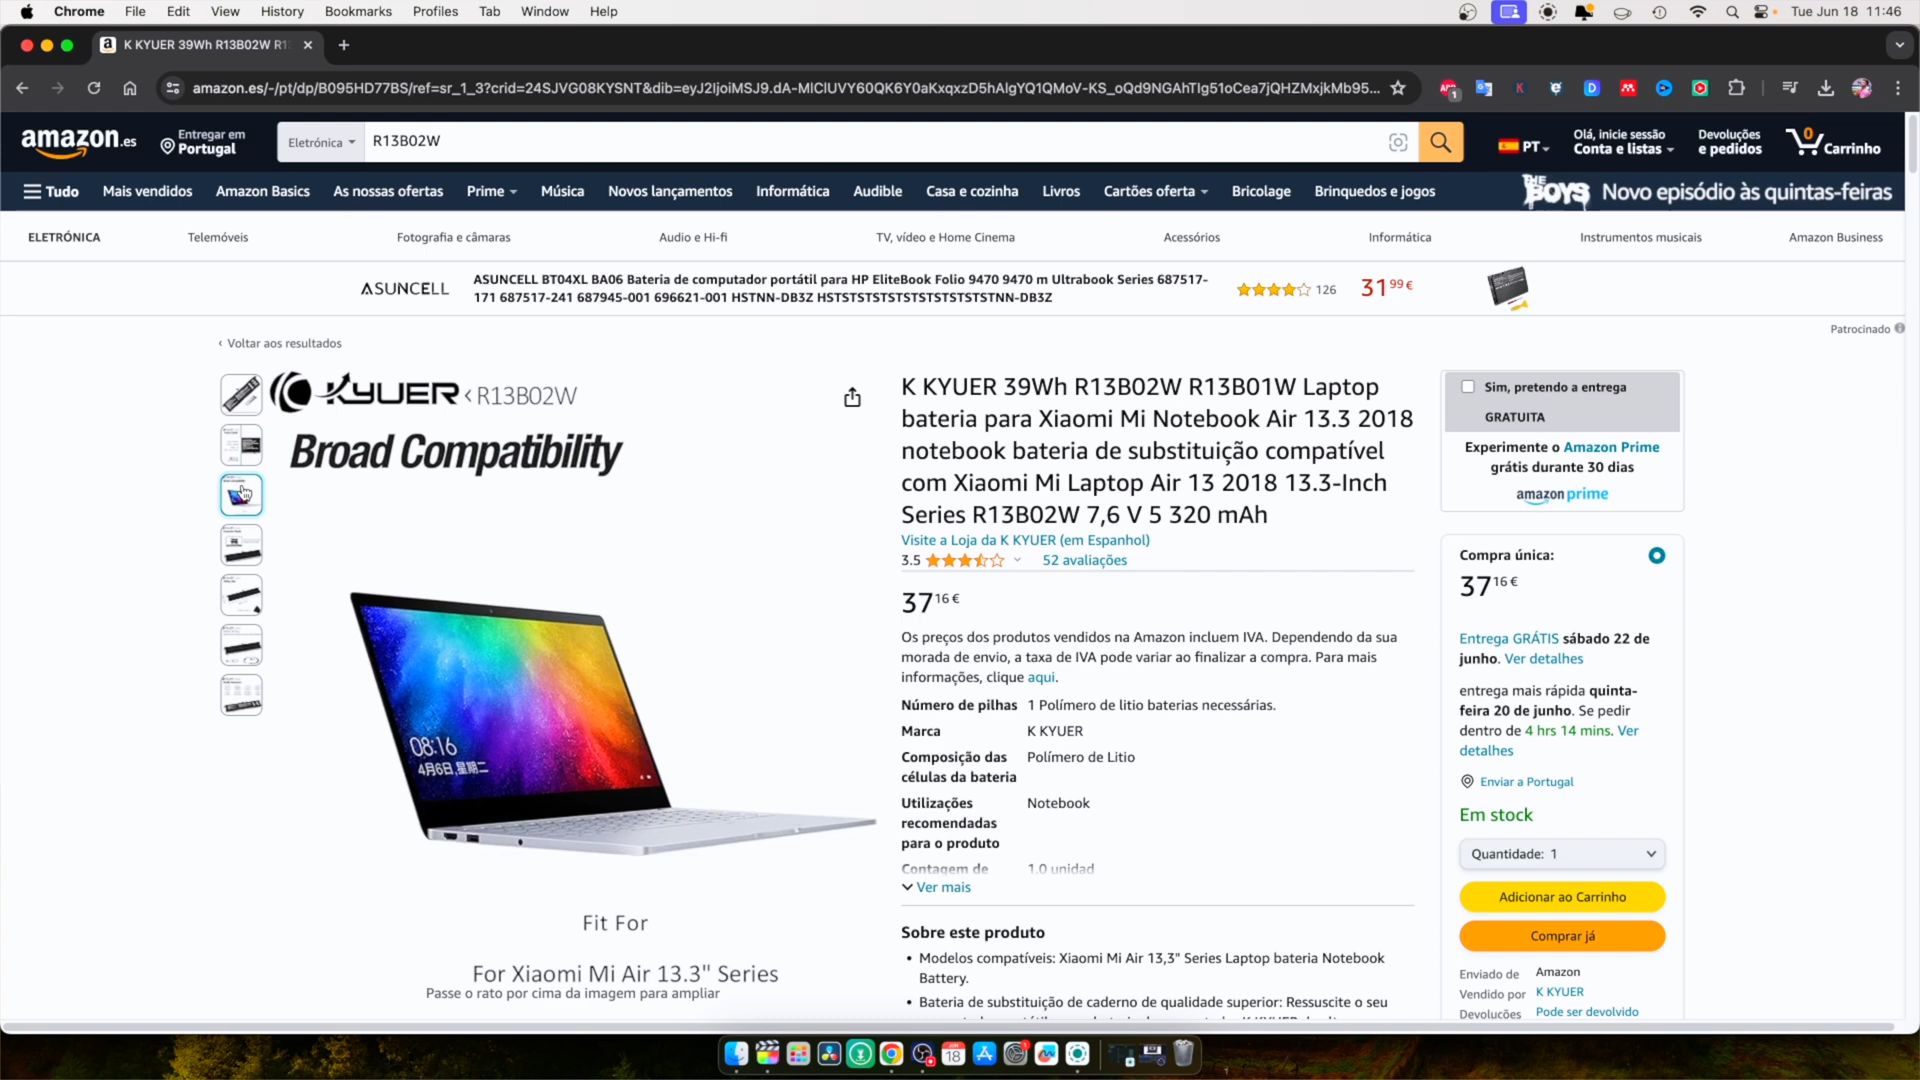 Chrome File Edit View History Bookmarks Profiles Tab Window Help
Tue Jun 18 11:46
K KYUER 39Wh R13B02W R1
amazon.es/-/pt/dp/B095HD77BS/ref=sr_1_3?crid=24SJVG08KYSNT&dib=eyJ2IjoiMSJ9.dA-MlClUVY60QK6Y0aKxqxzD5hAlgYQ1QMoV-KS_oQd9NGAhTIg51oCea7jQHZMxjkMb95...
amazon.es
Entregar em
Portugal
Eletrónica
R13B02W
PT
Olá, inicie sessão
Conta e listas
Devoluções
e pedidos
0
Carrinho
Tudo Mais vendidos Amazon Basics As nossas ofertas Prime Música Novos lançamentos Informática Audible Casa e cozinha Livros Cartões oferta Bricolage Brinquedos e jogos
THE BOYS Novo episódio às quintas-feiras
ELETRÓNICA Telemóveis Fotografia e câmaras Audio e Hi-fi TV, vídeo e Home Cinema Acessórios Informática Instrumentos musicais Amazon Business
ASUNCELL
ASUNCELL BT04XL BA06 Bateria de computador portátil para HP EliteBook Folio 9470 9470 m Ultrabook Series 687517-
171 687517-241 687945-001 696621-001 HSTNN-DB3Z HSTSTSTSTSTSTSTSTSTSTNN-DB3Z
126
31 99 €
Patrocinado
‹ Voltar aos resultados
KYUER ‹ R13B02W
Broad Compatibility
08:16
4月6日,星期二
Fit For
For Xiaomi Mi Air 13.3" Series
Passe o rato por cima da imagem para ampliar
K KYUER 39Wh R13B02W R13B01W Laptop
bateria para Xiaomi Mi Notebook Air 13.3 2018
notebook bateria de substituição compatível
com Xiaomi Mi Laptop Air 13 2018 13.3-Inch
Series R13B02W 7,6 V 5 320 mAh
Visite a Loja da K KYUER (em Espanhol)
3.5 52 avaliações
37 16 €
Os preços dos produtos vendidos na Amazon incluem IVA. Dependendo da sua
morada de envio, a taxa de IVA pode variar ao finalizar a compra. Para mais
informações, clique aqui.
Número de pilhas 1 Polímero de litio baterias necessárias.
Marca K KYUER
Composição das Polímero de Litio
células da bateria
Utilizações Notebook
recomendadas
para o produto
Contagem de 1.0 unidad
Ver mais
Sobre este produto
• Modelos compatíveis: Xiaomi Mi Air 13,3" Series Laptop bateria Notebook
Battery.
• Bateria de substituição de caderno de qualidade superior: Ressuscite o seu
Sim, pretendo a entrega
GRATUITA
Experimente o Amazon Prime
grátis durante 30 dias
amazon prime
Compra única:
37 16 €
Entrega GRÁTIS sábado 22 de
junho. Ver detalhes
entrega mais rápida quinta-
feira 20 de junho. Se pedir
dentro de 4 hrs 14 mins. Ver
detalhes
Enviar a Portugal
Em stock
Quantidade: 1
Adicionar ao Carrinho
Comprar já
Enviado de Amazon
Vendido por K KYUER
Devoluções Pode ser devolvido